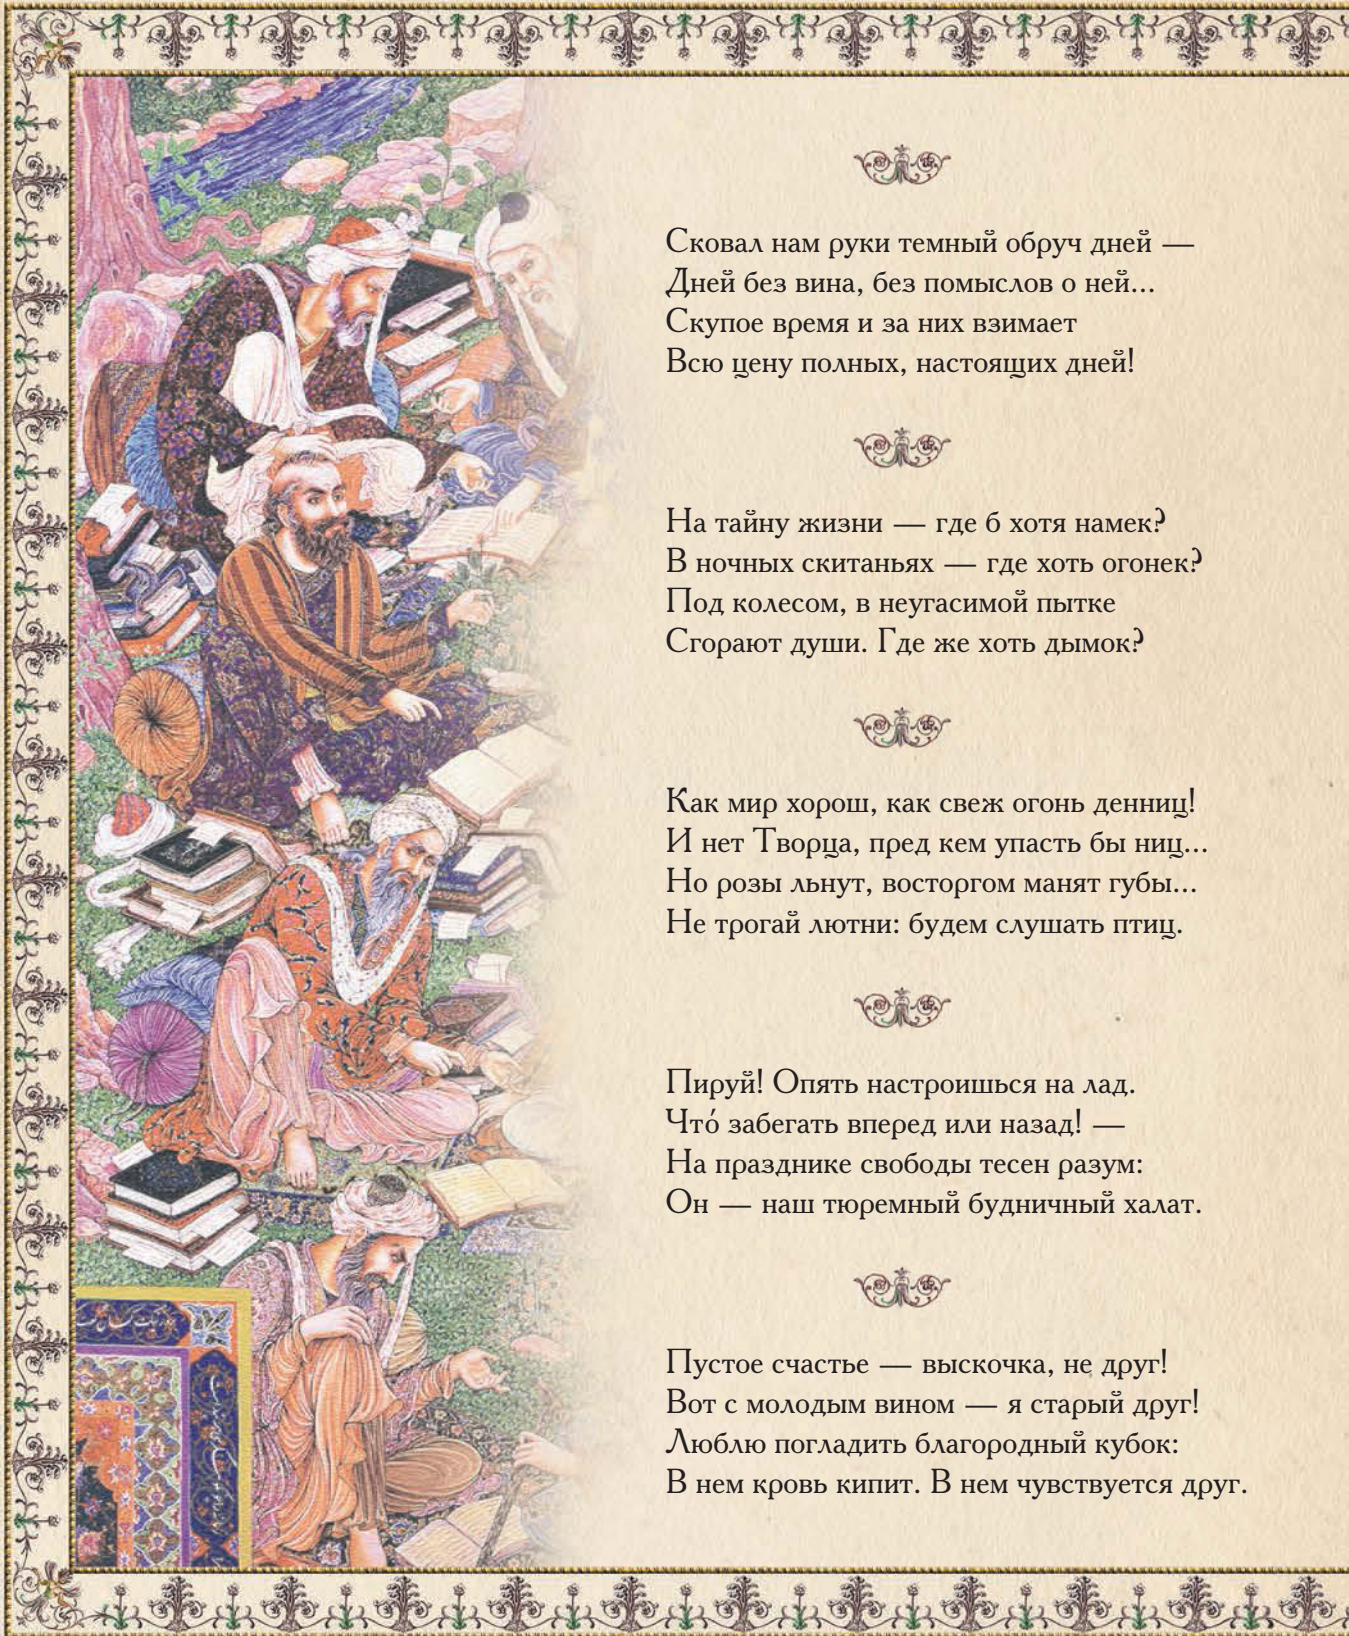 Сковал нам руки темный обруч дней —
Дней без вина, без помыслов о ней...
Скупое время и за них взимает
Всю цену полных, настоящих дней!
На тайну жизни — где б хотя намек?
В ночных скитаньях — где хоть огонек?
Под колесом, в неугасимой пытке
Сгорают души. Где же хоть дымок?
Как мир хорош, как свеж огонь денниц!
И нет Творца, пред кем упасть бы ниц...
Но розы льнут, восторгом манят губы...
Не трогай лютни: будем слушать птиц.
Пируй! Опять настроишься на лад.
Что́ забегать вперед или назад! —
На празднике свободы тесен разум:
Он — наш тюремный будничный халат.
Пустое счастье — выскочка, не друг!
Вот с молодым вином — я старый друг!
Люблю погладить благородный кубок:
В нем кровь кипит. В нем чувствуется друг.